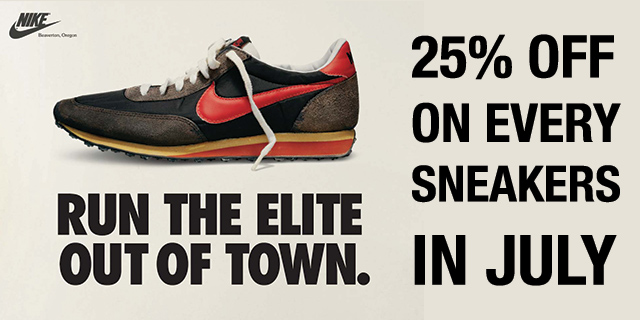 NIKE
Beaverton, Oregon
RUN THE ELITE
OUT OF TOWN.
25% OFF
ON EVERY
SNEAKERS
IN JULY